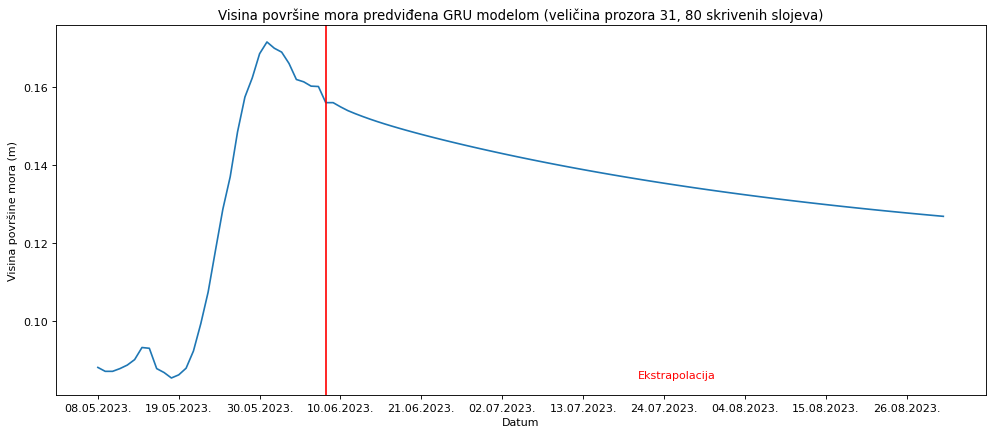 Visina površine mora predviđena GRU modelom (veličina prozora 31, 80 skrivenih slojeva)
Visina površine mora (m)
0.16
0.14
0.12
0.10
Ekstrapolacija
08.05.2023. 19.05.2023. 30.05.2023. 10.06.2023. 21.06.2023. 02.07.2023. 13.07.2023. 24.07.2023. 04.08.2023. 15.08.2023. 26.08.2023.
Datum